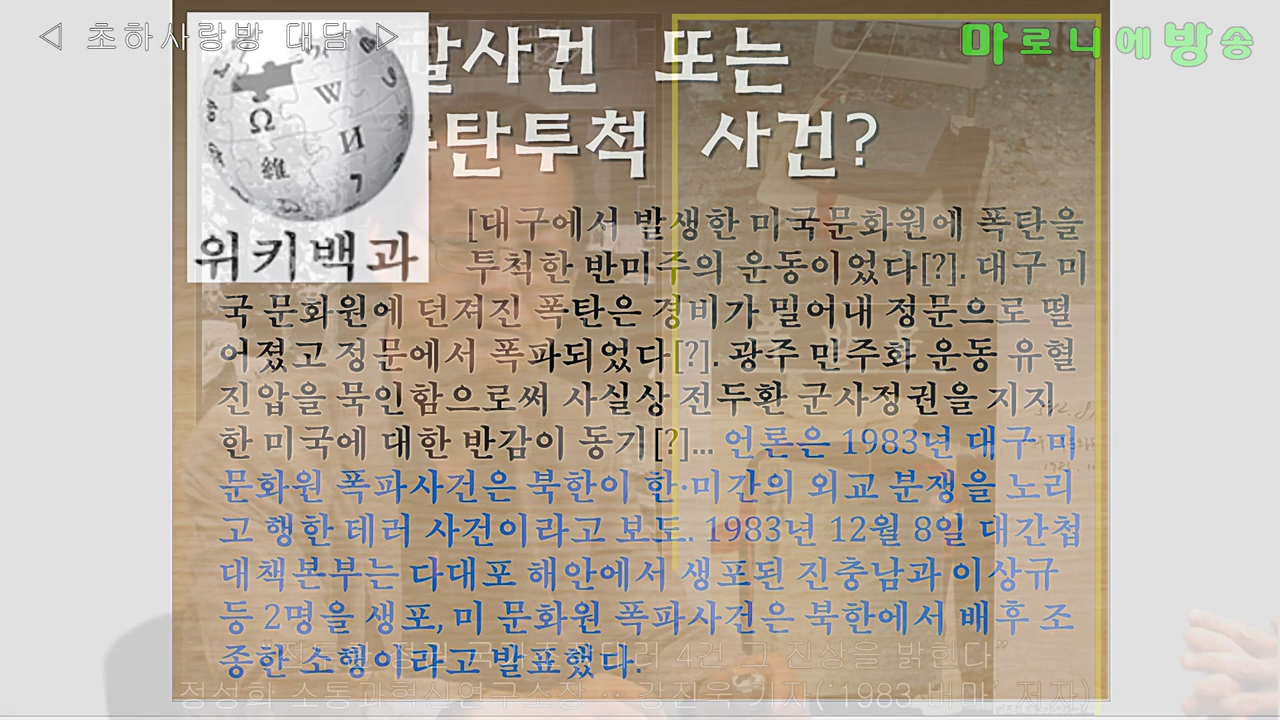 ◁ 초하사랑방 대담 ▷
마로니에방송
발사건 또는
폭탄투척 사건?
위키백과
[대구에서 발생한 미국문화원에 폭탄을
투척한 반미주의 운동이었다[?]. 대구 미
국 문화원에 던져진 폭탄은 경비가 밀어내 정문으로 떨
어졌고 정문에서 폭파되었다[?]. 광주 민주화 운동 유혈
진압을 묵인함으로써 사실상 전두환 군사정권을 지지
한 미국에 대한 반감이 동기[?]... 언론은 1983년 대구 미
문화원 폭파사건은 북한이 한·미간의 외교 분쟁을 노리
고 행한 테러 사건이라고 보도. 1983년 12월 8일 대간첩
대책본부는 다대포 해안에서 생포된 진충남과 이상규
등 2명을 생포, 미 문화원 폭파사건은 북한에서 배후 조
종한 소행이라고 발표했다.
테러 4건 그 진상을 밝힌다"
정성희 소통과혁신연구소장 ·· 강진욱 기자('1983 버마' 저자)